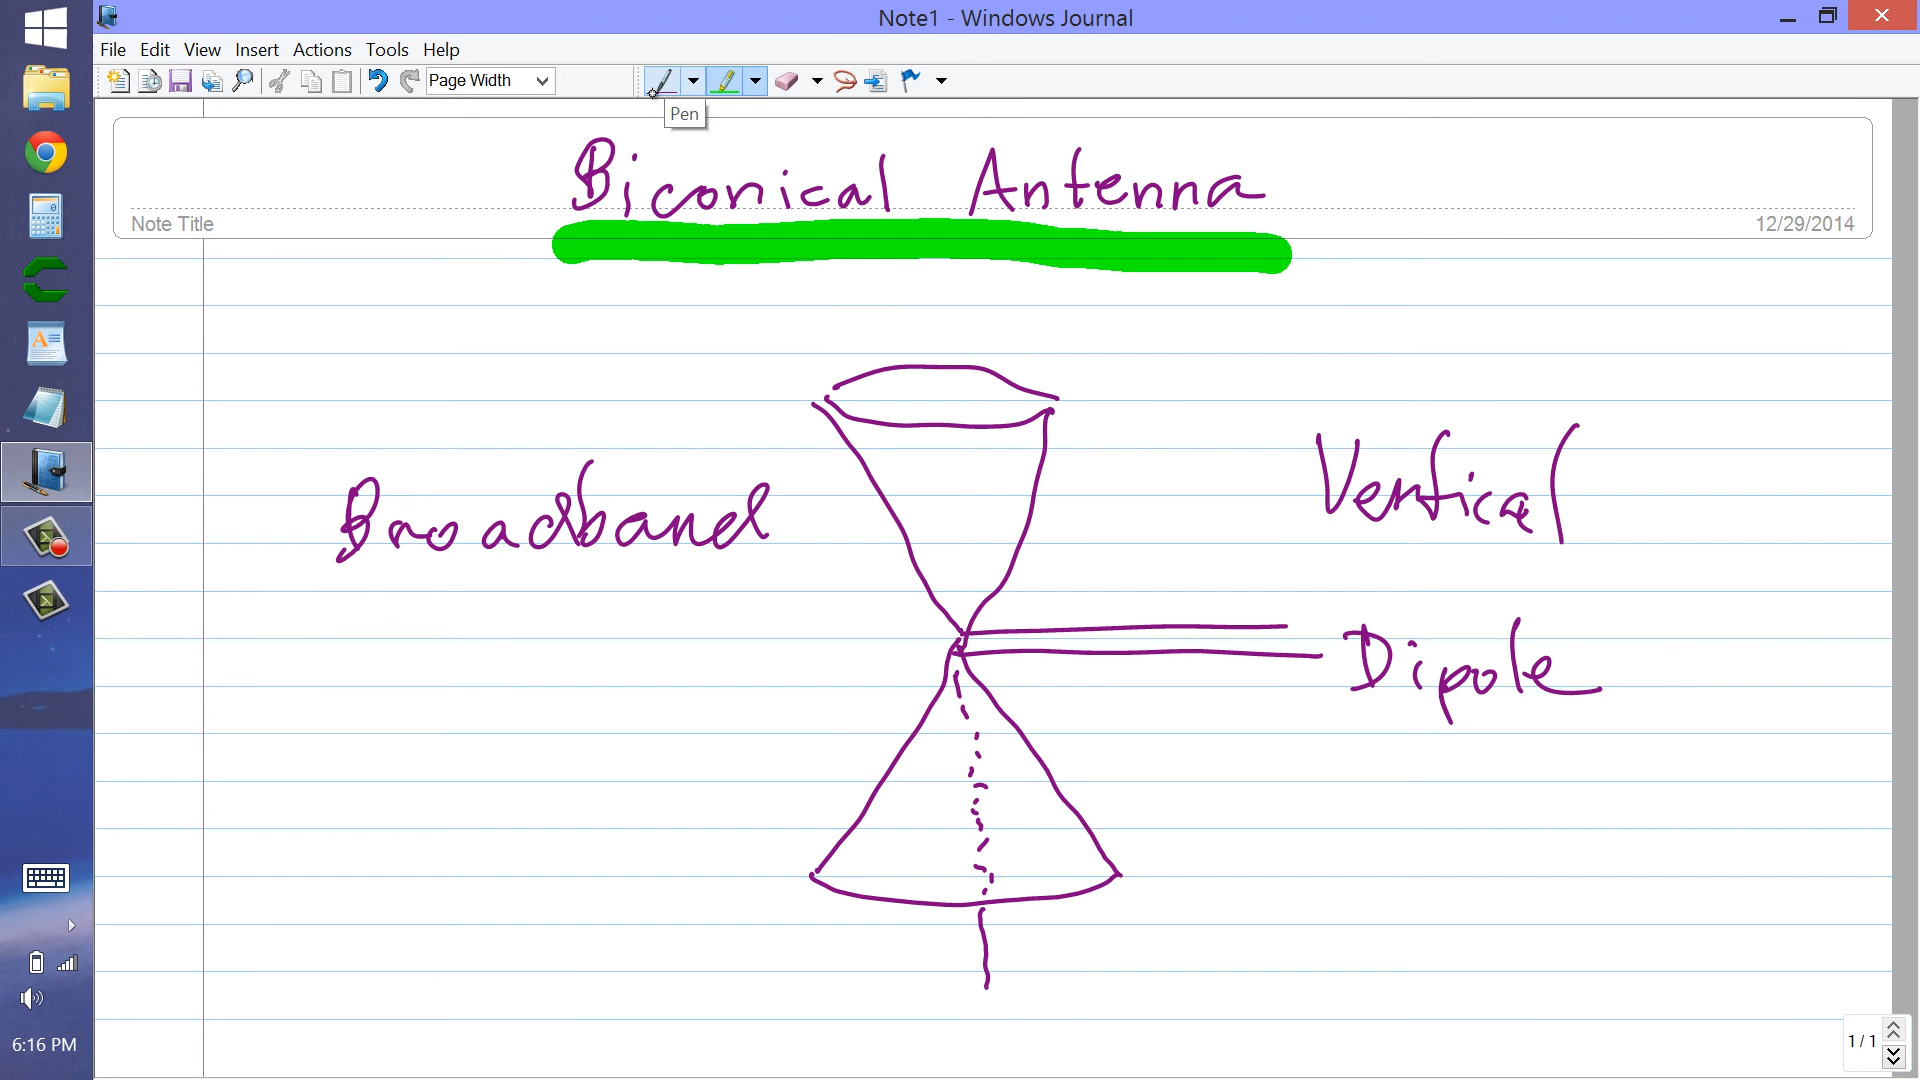 Note1 - Windows Journal
File Edit View Insert Actions Tools Help
Page Width
Pen
Biconical Antenna
Note Title 12/29/2014
Broadband
Vertical
Dipole
6:16 PM
1 / 1